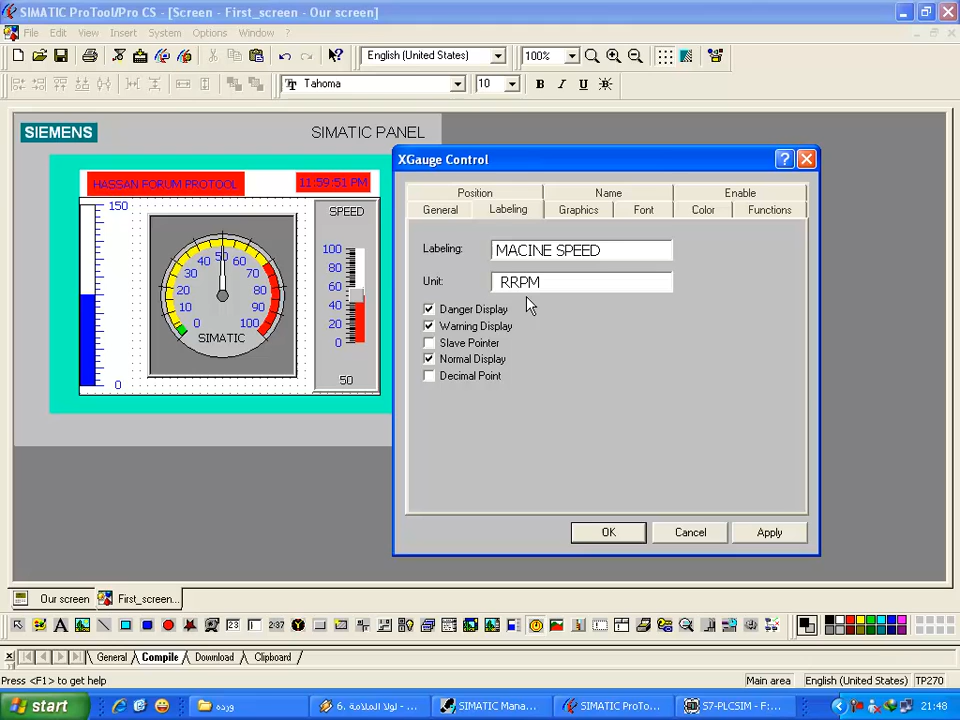 SIMATIC ProTool/Pro CS - [Screen - First_screen - Our screen]
File Edit View Insert System Options Window ?
English (United States) 100%
Tahoma 10 B I U
SIEMENS SIMATIC PANEL
HASSAN FORUM PROTOOL 11:59:51 PM
150
0
0 10 20 30 40 50 60 70 80 90 100
SIMATIC
SPEED
100
80
60
40
20
0
50
XGauge Control
Position Name Enable
General Labeling Graphics Font Color Functions
Labeling: MACINE SPEED
Unit: RRPM
Danger Display
Warning Display
Slave Pointer
Normal Display
Decimal Point
OK Cancel Apply
Our screen First_screen...
General Compile Download Clipboard
Press <F1> to get help Main area English (United States) TP270
start وردة 6. لولا الملامة - ... SIMATIC Mana... SIMATIC ProTo... S7-PLCSIM - F:... 21:48